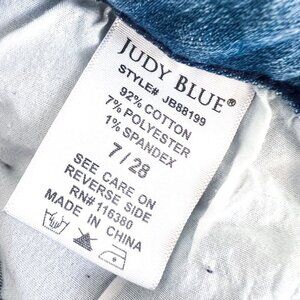 JUDY BLUE®
STYLE# JB88199
92% COTTON
7% POLYESTER
1% SPANDEX
7 / 28
SEE CARE ON
REVERSE SIDE
RN# 116380
MADE IN CHINA